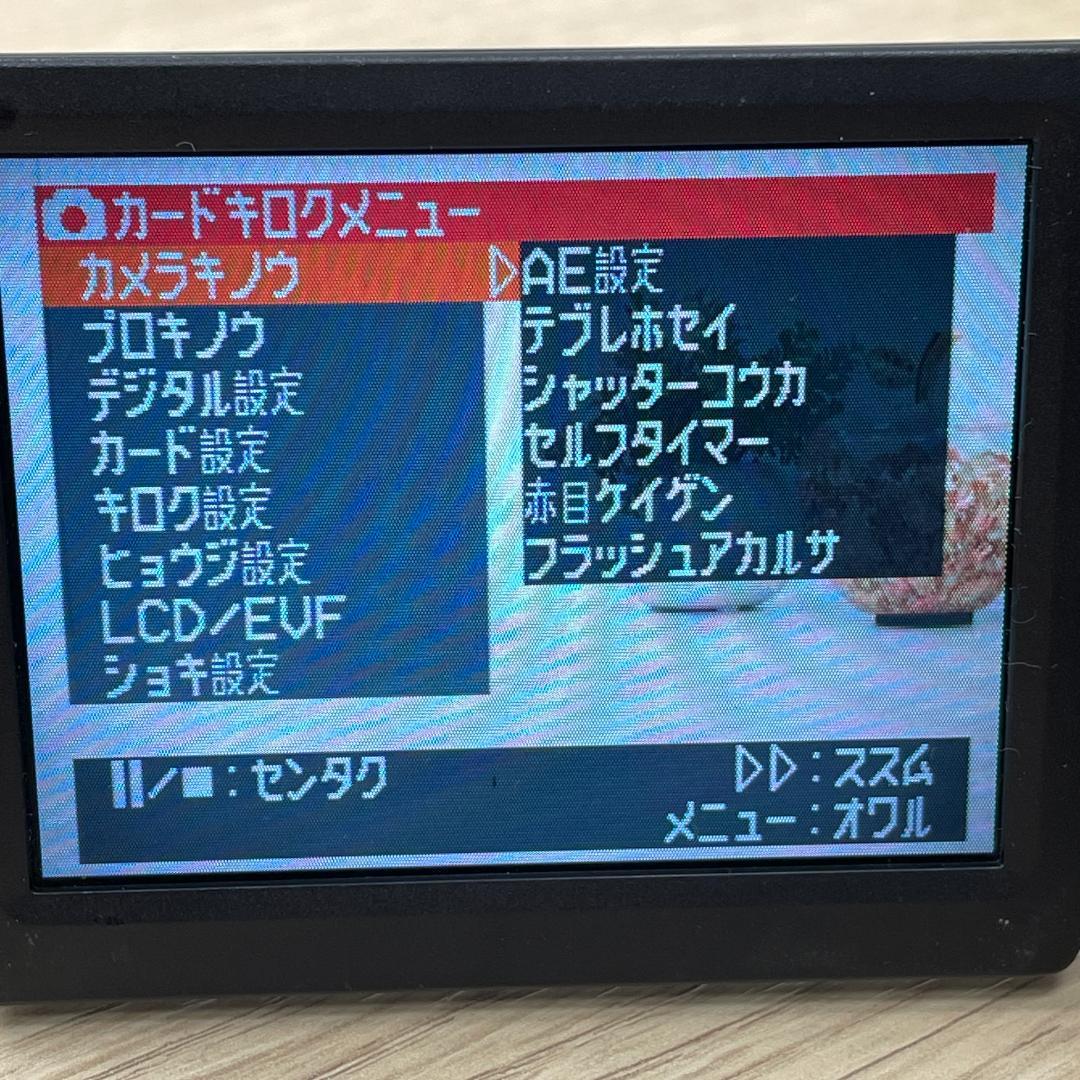 カードキロクメニュー
カメラキノウ
プロキノウ
デジタル設定
カード設定
キロク設定
ヒョウジ設定
LCD/EVF
ショキ設定
AE設定
テブレホセイ
シャッターコウカ
セルフタイマー
赤目ケイゲン
フラッシュアカルサ
▮▮/■:センタク
▷▷:ススム
メニュー:オワル